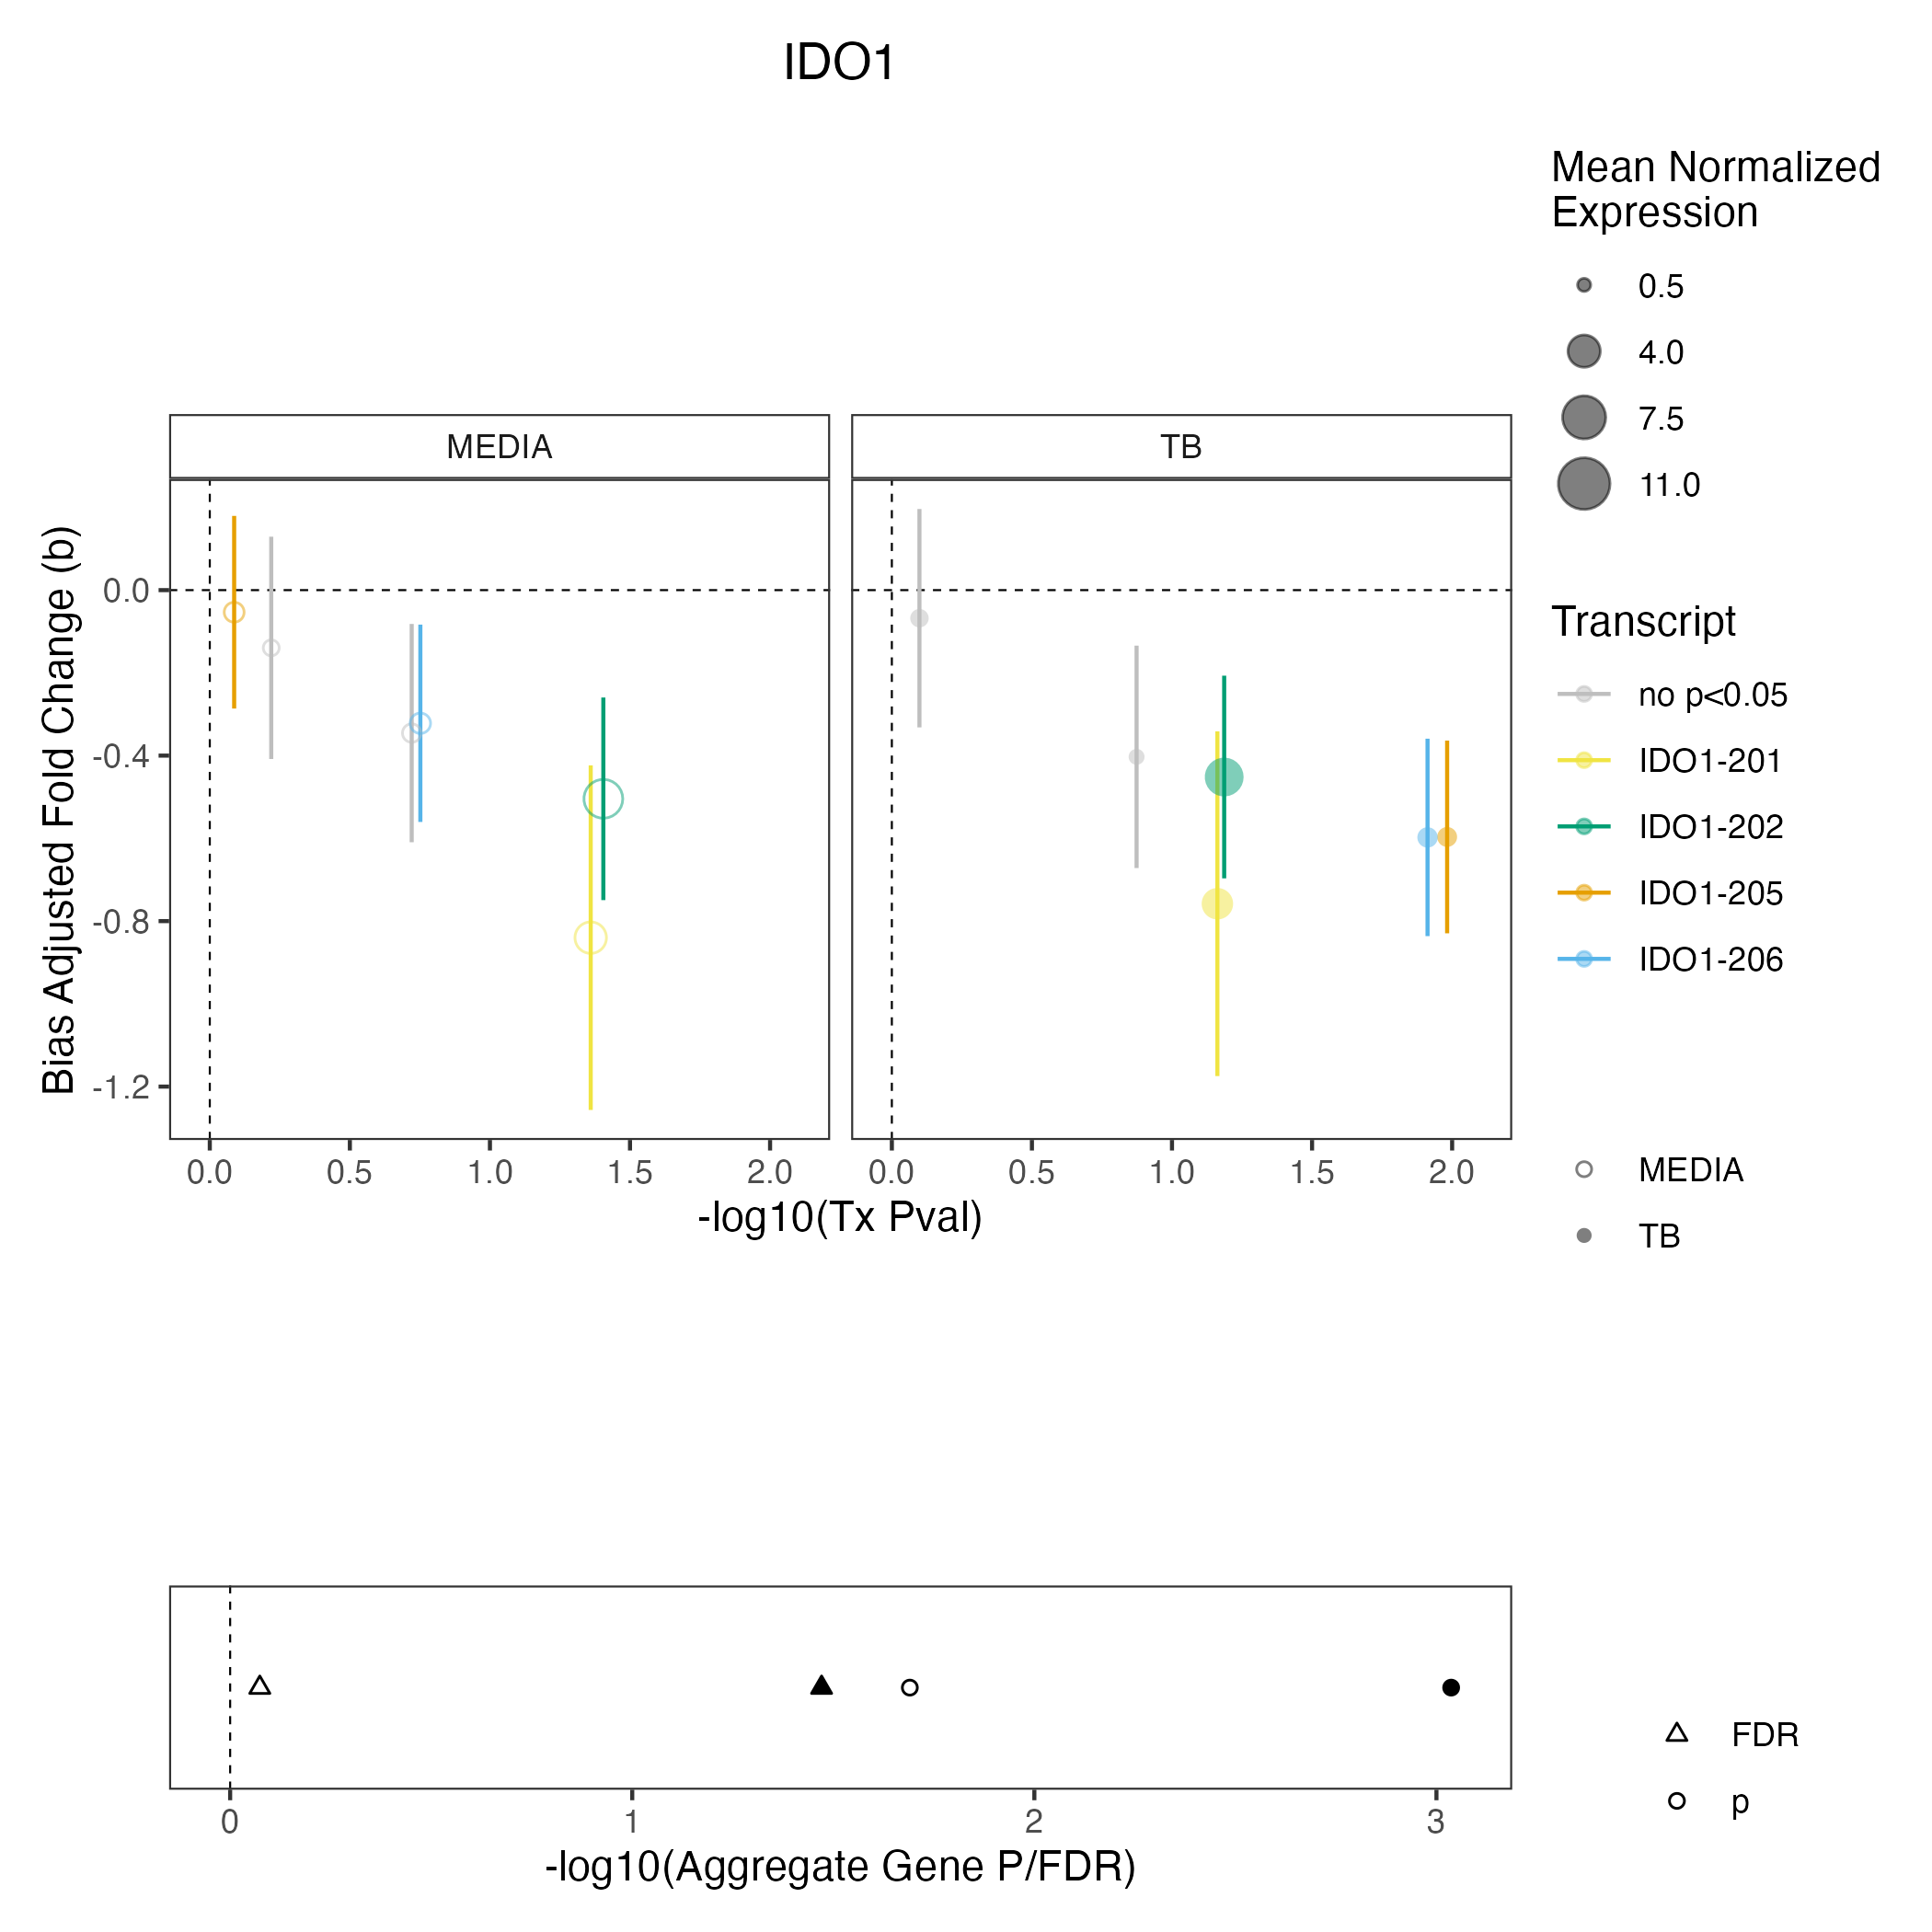 IDO1
Mean Normalized
Expression
0.5
4.0
7.5
11.0
MEDIA
TB
Bias Adjusted Fold Change (b)
0.0
-0.4
-0.8
-1.2
0.0 0.5 1.0 1.5 2.0
0.0 0.5 1.0 1.5 2.0
-log10(Tx Pval)
Transcript
no p<0.05
IDO1-201
IDO1-202
IDO1-205
IDO1-206
MEDIA
TB
0 1 2 3
-log10(Aggregate Gene P/FDR)
FDR
p